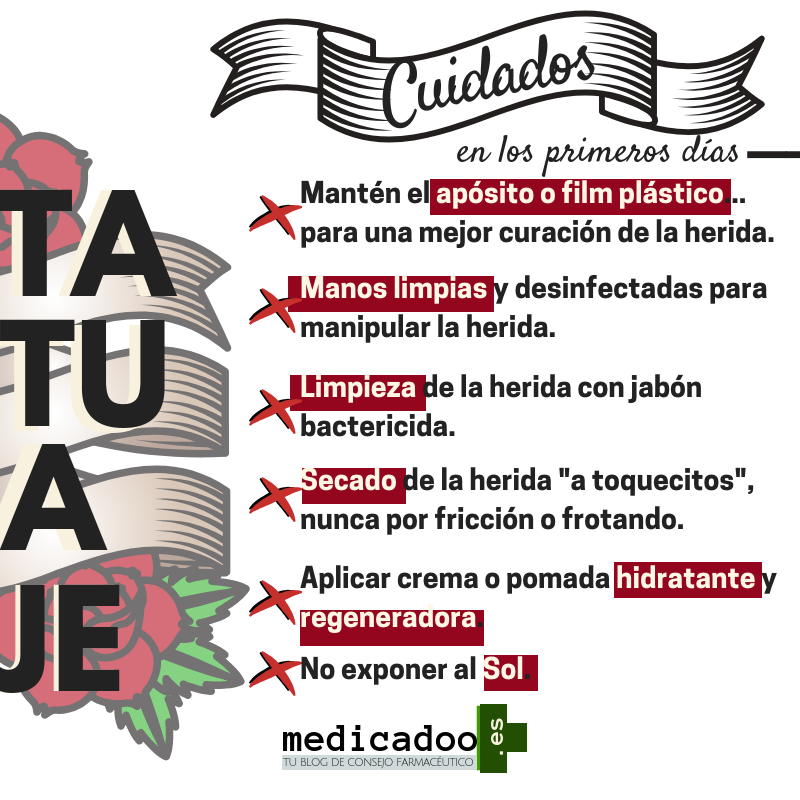 Cuidados
en los primeros días
TA
TU
A
JE
Mantén el apósito o film plástico...
para una mejor curación de la herida.
Manos limpias y desinfectadas para
manipular la herida.
Limpieza de la herida con jabón
bactericida.
Secado de la herida "a toquecitos",
nunca por fricción o frotando.
Aplicar crema o pomada hidratante y
regeneradora.
No exponer al Sol.
medicadoo.es
TU BLOG DE CONSEJO FARMACÉUTICO